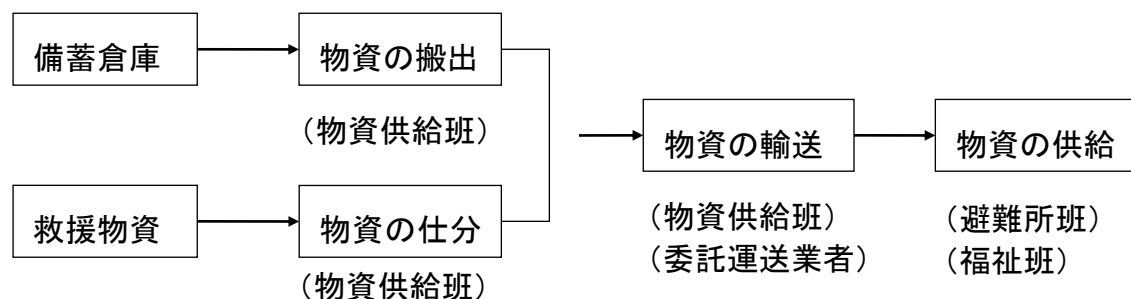 備蓄倉庫
物資の搬出
（物資供給班）
救援物資
物資の仕分
（物資供給班）
物資の輸送
（物資供給班）
（委託運送業者）
物資の供給
（避難所班）
（福祉班）